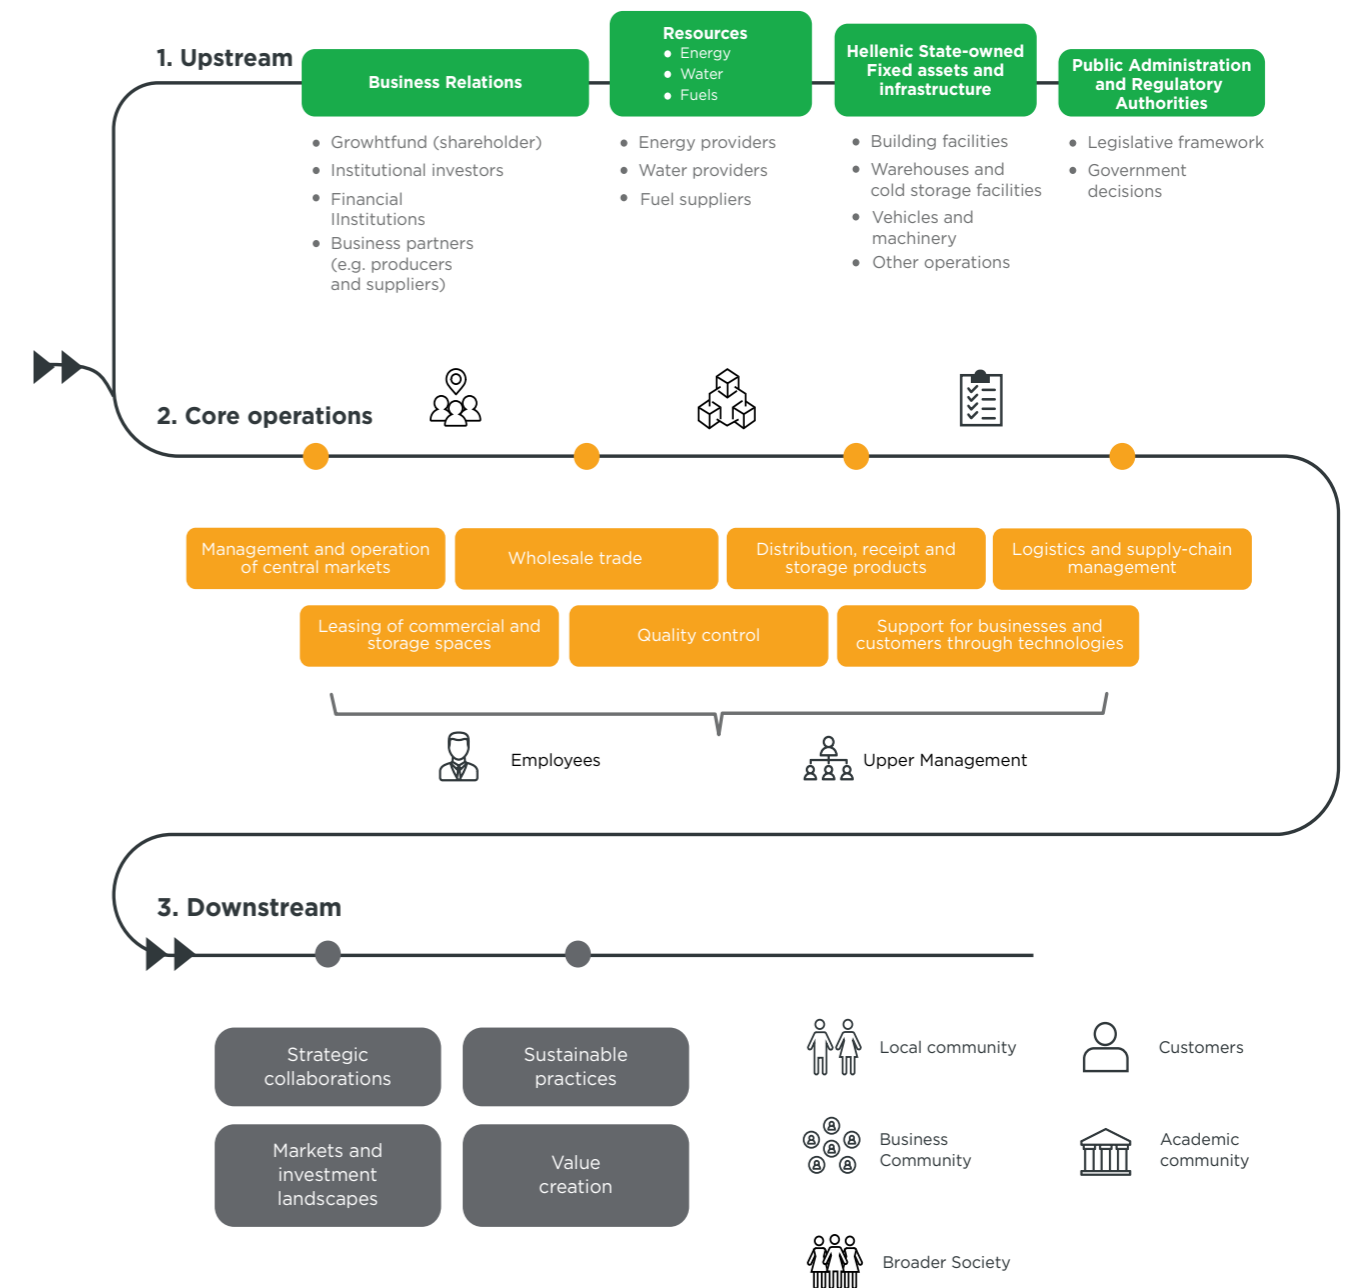 1. Upstream
Business Relations
Resources
• Energy
• Water
• Fuels
Hellenic State-owned
Fixed assets and
infrastructure
Public Administration
and Regulatory
Authorities
• Growhtfund (shareholder)
• Institutional investors
• Financial
IInstitutions
• Business partners
(e.g. producers
and suppliers)
• Energy providers
• Water providers
• Fuel suppliers
• Building facilities
• Warehouses and
cold storage facilities
• Vehicles and
machinery
• Other operations
• Legislative framework
• Government
decisions
2. Core operations
Management and operation
of central markets
Wholesale trade
Distribution, receipt and
storage products
Logistics and supply-chain
management
Leasing of commercial and
storage spaces
Quality control
Support for businesses and
customers through technologies
Employees
Upper Management
3. Downstream
Strategic
collaborations
Sustainable
practices
Markets and
investment
landscapes
Value
creation
Local community
Customers
Business
Community
Academic
community
Broader Society